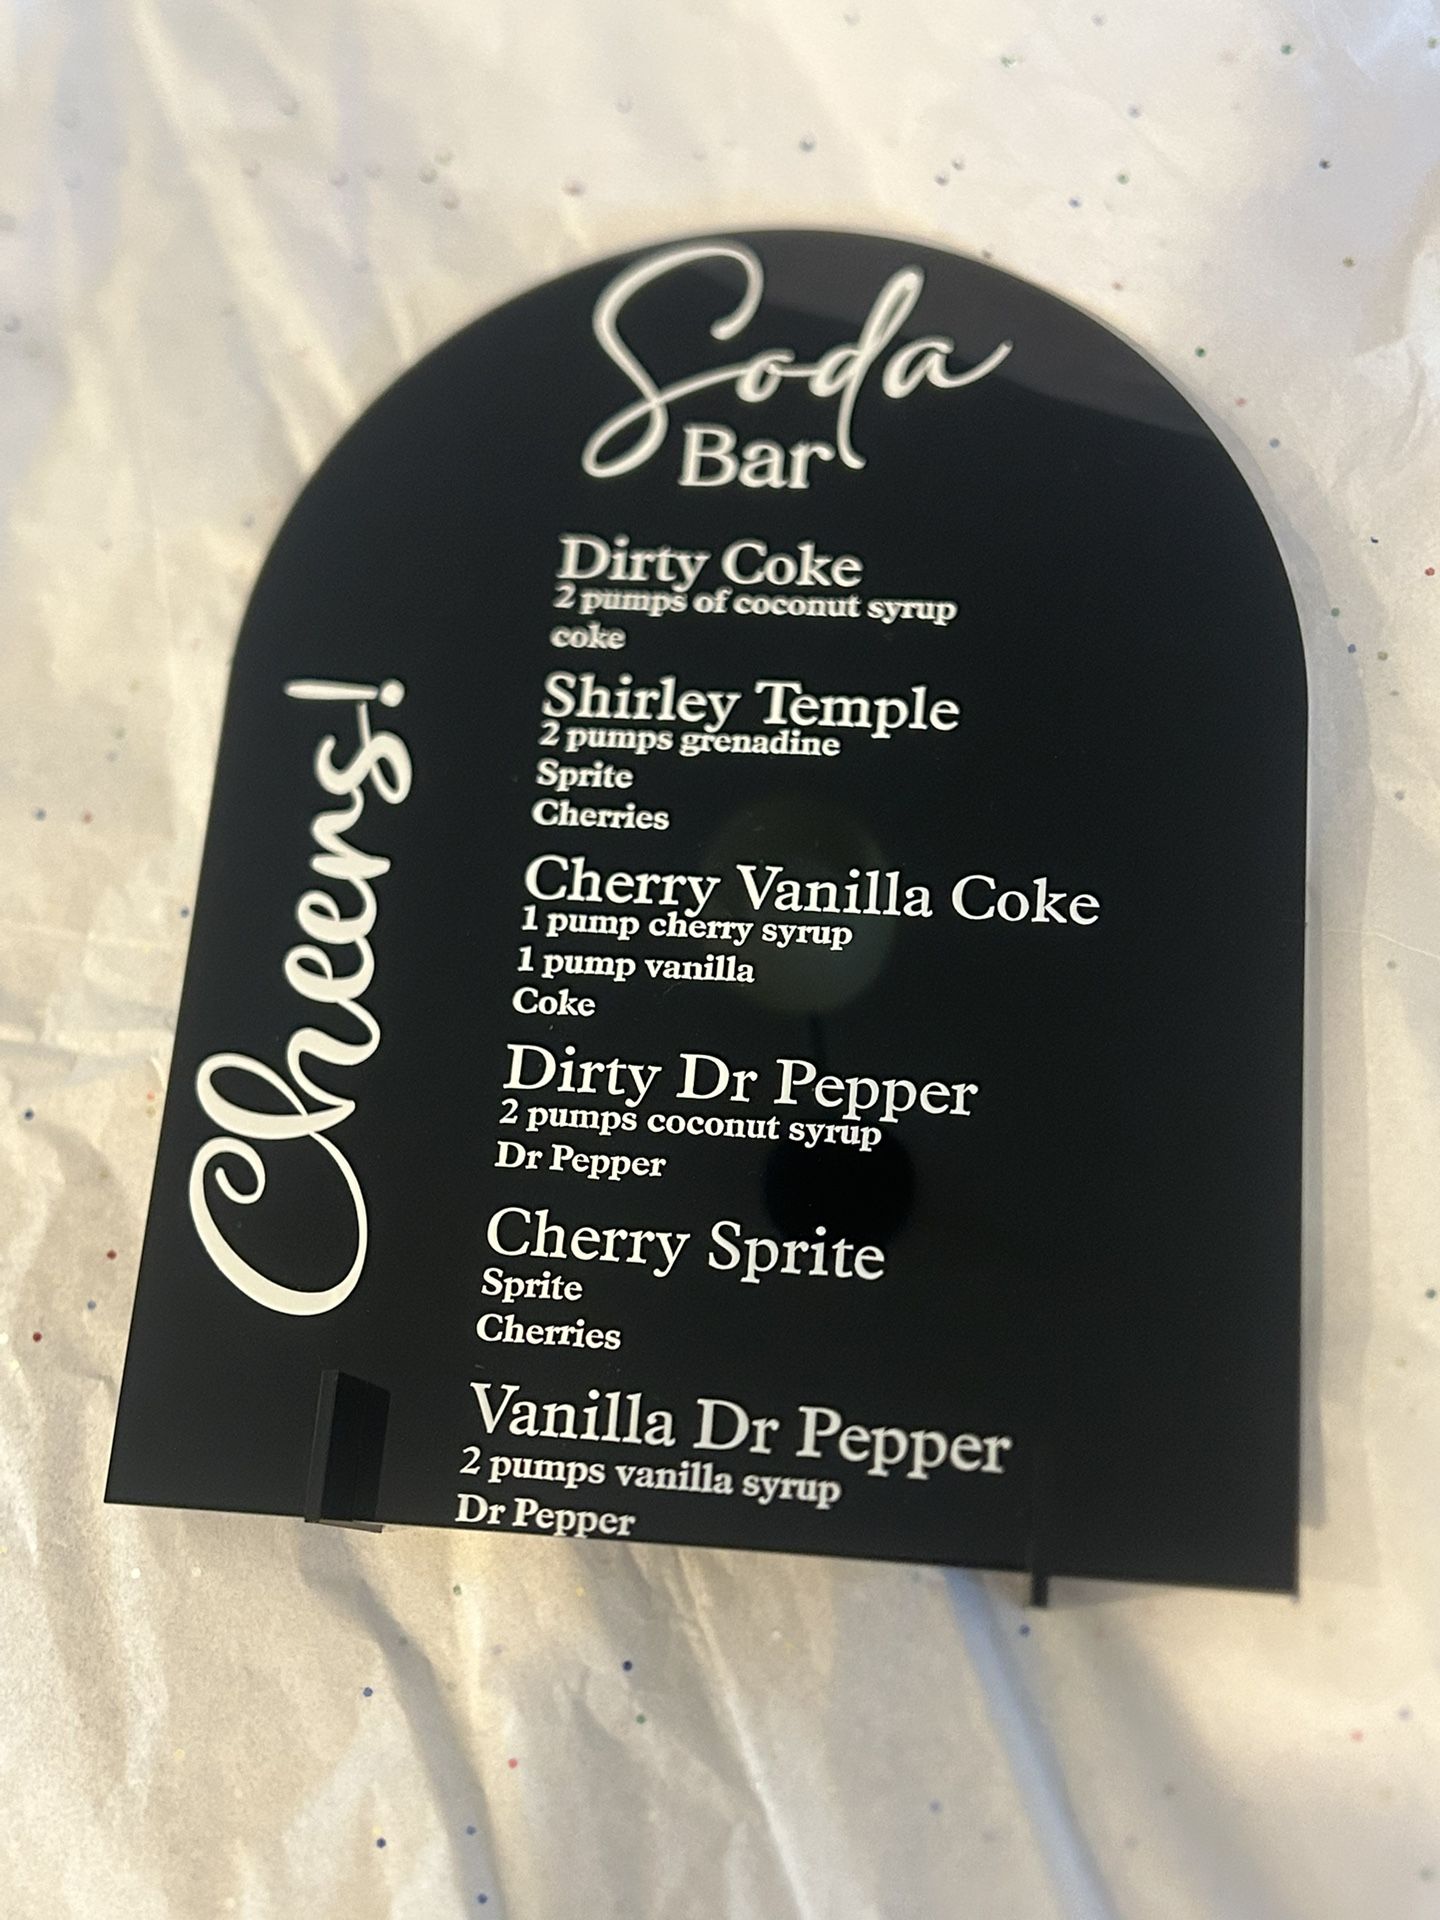 Soda
Bar
Dirty Coke
2 pumps of coconut syrup
coke
Shirley Temple
2 pumps grenadine
Sprite
Cherries
Cherry Vanilla Coke
1 pump cherry syrup
1 pump vanilla
Coke
Dirty Dr Pepper
2 pumps coconut syrup
Dr Pepper
Cherry Sprite
Sprite
Cherries
Vanilla Dr Pepper
2 pumps vanilla syrup
Dr Pepper
Cheers!